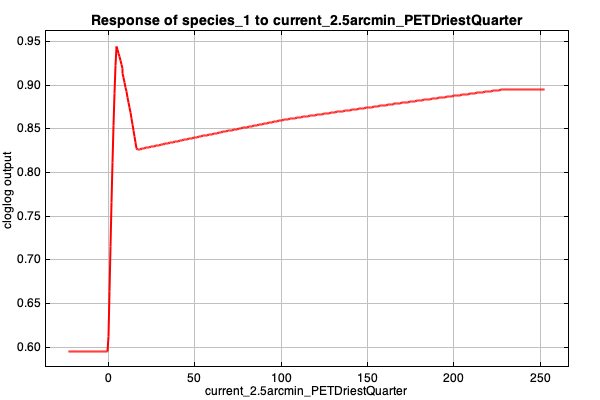 Response of species_1 to current_2.5arcmin_PETDriestQuarter
cloglog output
0.95
0.90
0.85
0.80
0.75
0.70
0.65
0.60
0 50 100 150 200 250
current_2.5arcmin_PETDriestQuarter